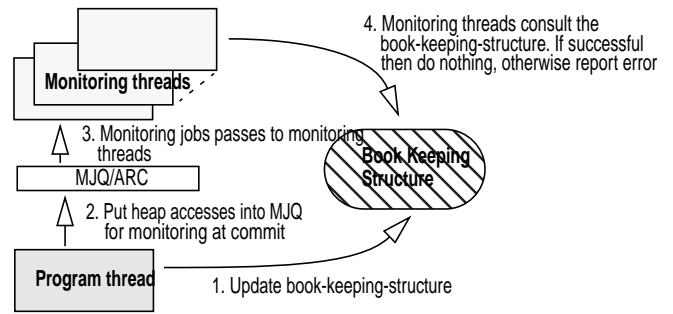 4. Monitoring threads consult the
book-keeping-structure. If successful
then do nothing, otherwise report error
Monitoring threads
3. Monitoring jobs passes to monitoring
threads
Book Keeping
Structure
MJQ/ARC
2. Put heap accesses into MJQ
for monitoring at commit
Program thread
1. Update book-keeping-structure